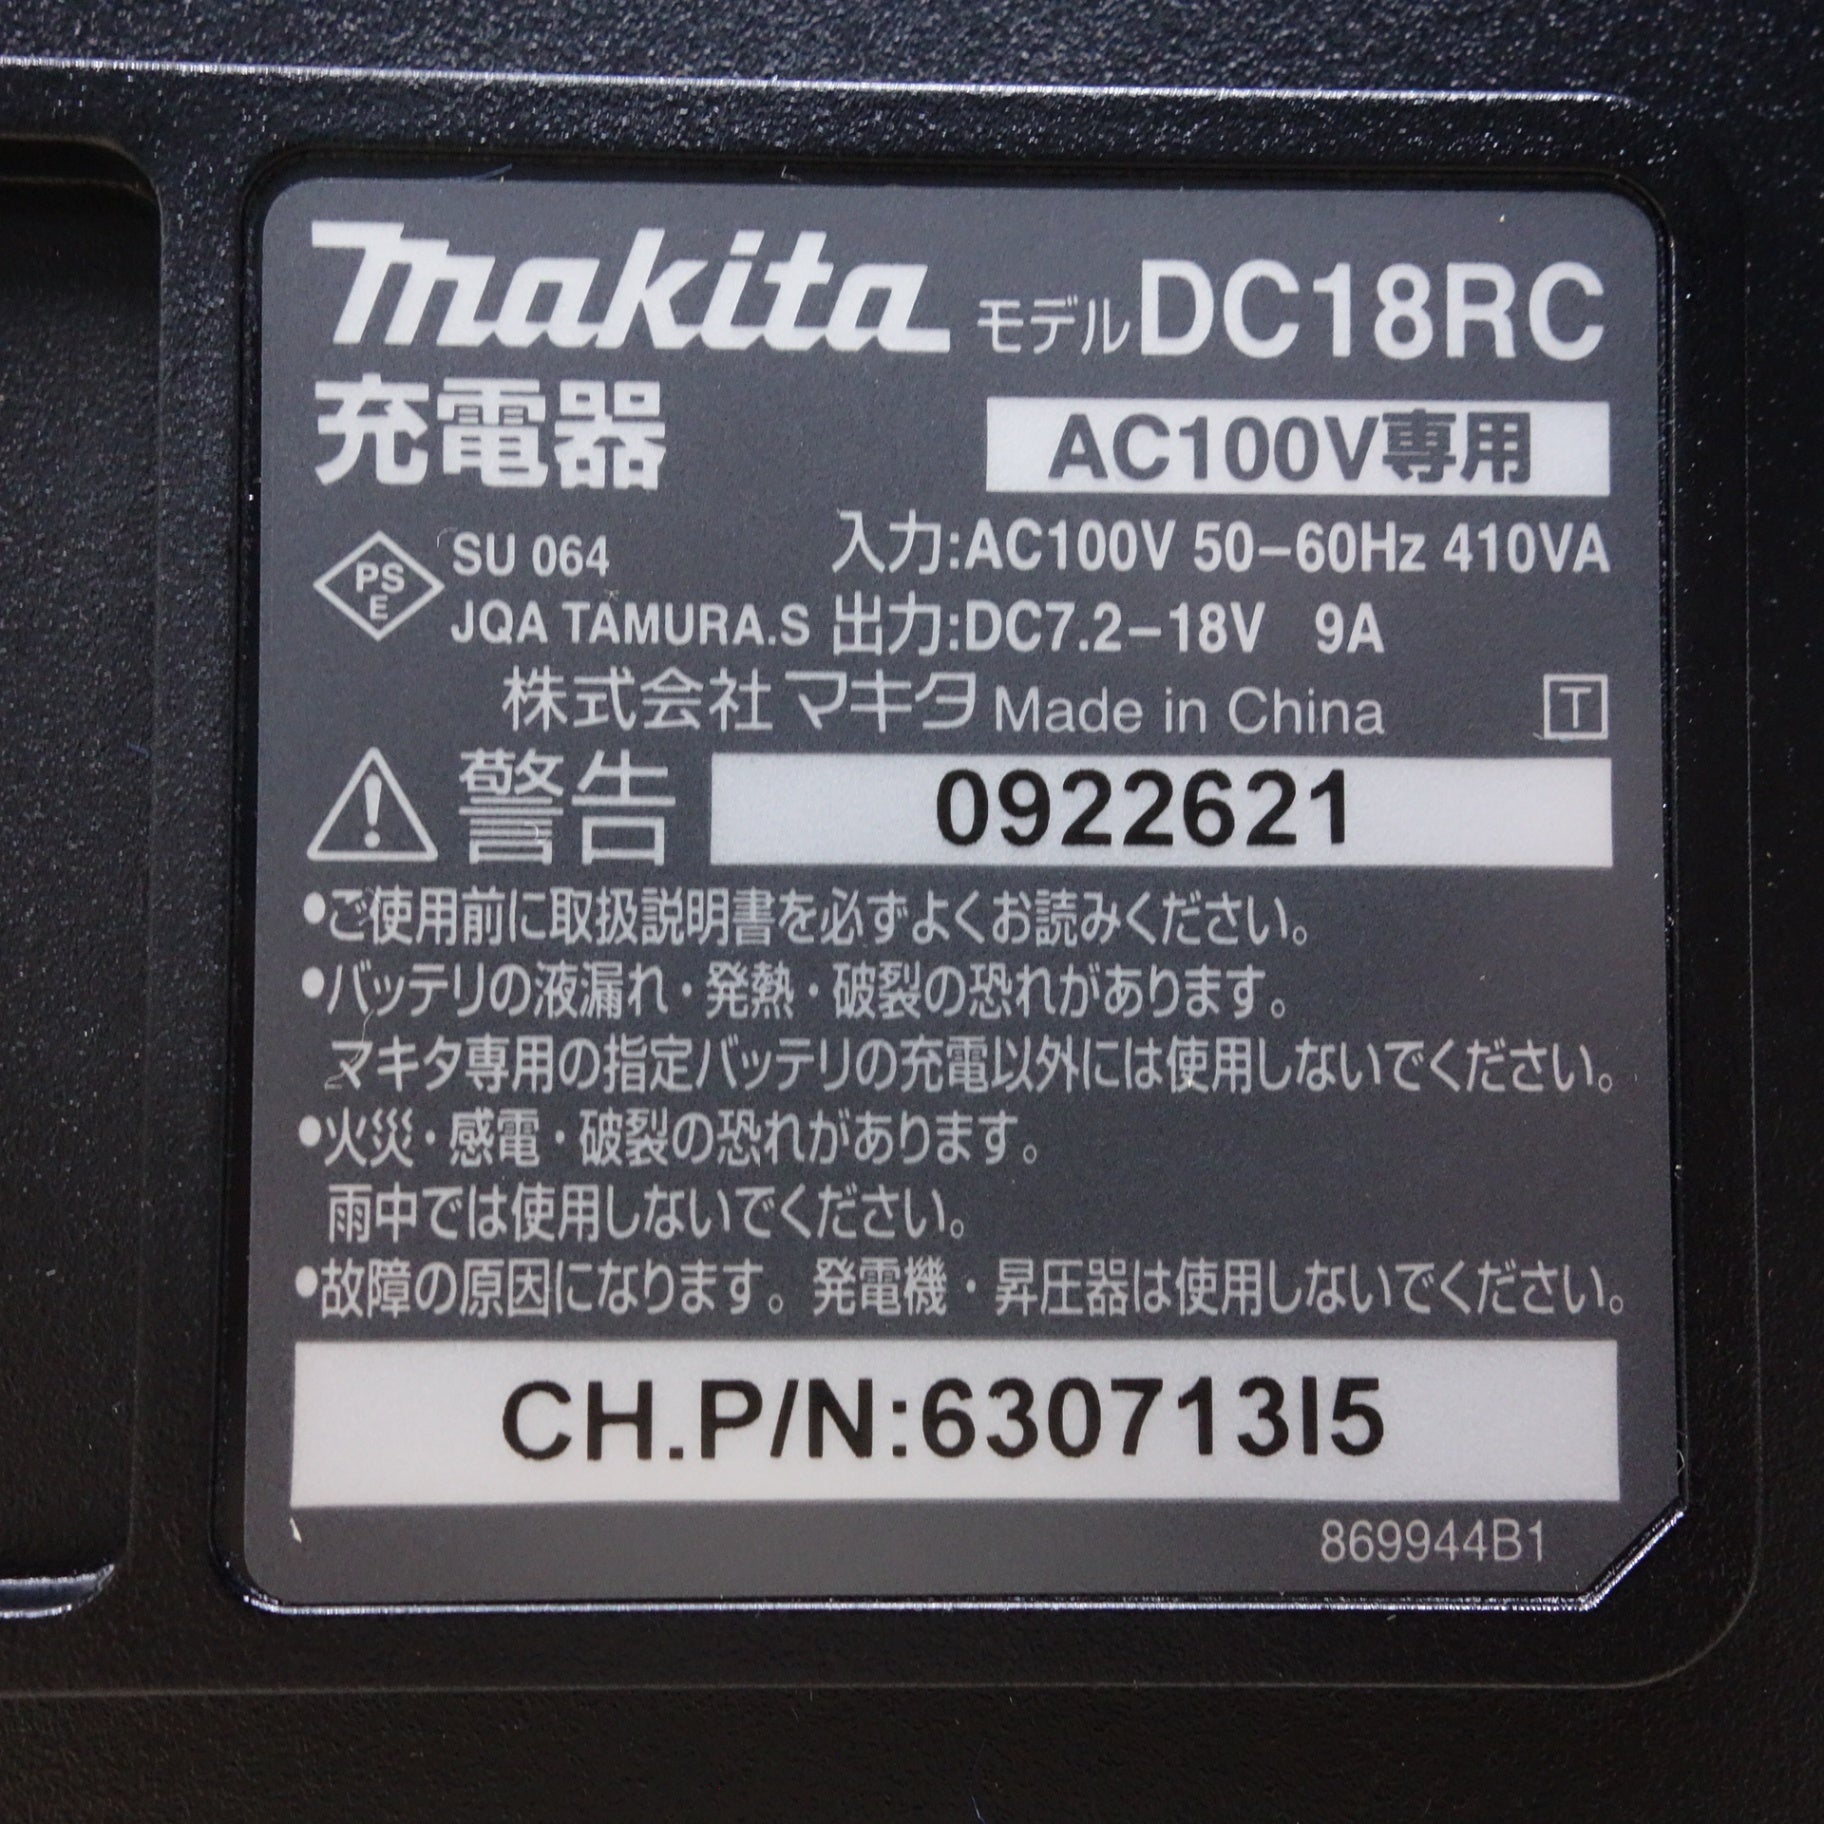 makita モデル DC18RC
充電器 AC100V専用
PSE SU 064 入力:AC100V 50–60Hz 410VA
JQA TAMURA.S 出力:DC7.2–18V 9A
株式会社マキタ Made in China T
警告 0922621
•ご使用前に取扱説明書を必ずよくお読みください。
•バッテリの液漏れ・発熱・破裂の恐れがあります。
マキタ専用の指定バッテリの充電以外には使用しないでください。
•火災・感電・破裂の恐れがあります。
雨中では使用しないでください。
•故障の原因になります。発電機・昇圧器は使用しないでください。
CH.P/N:630713I5
869944B1